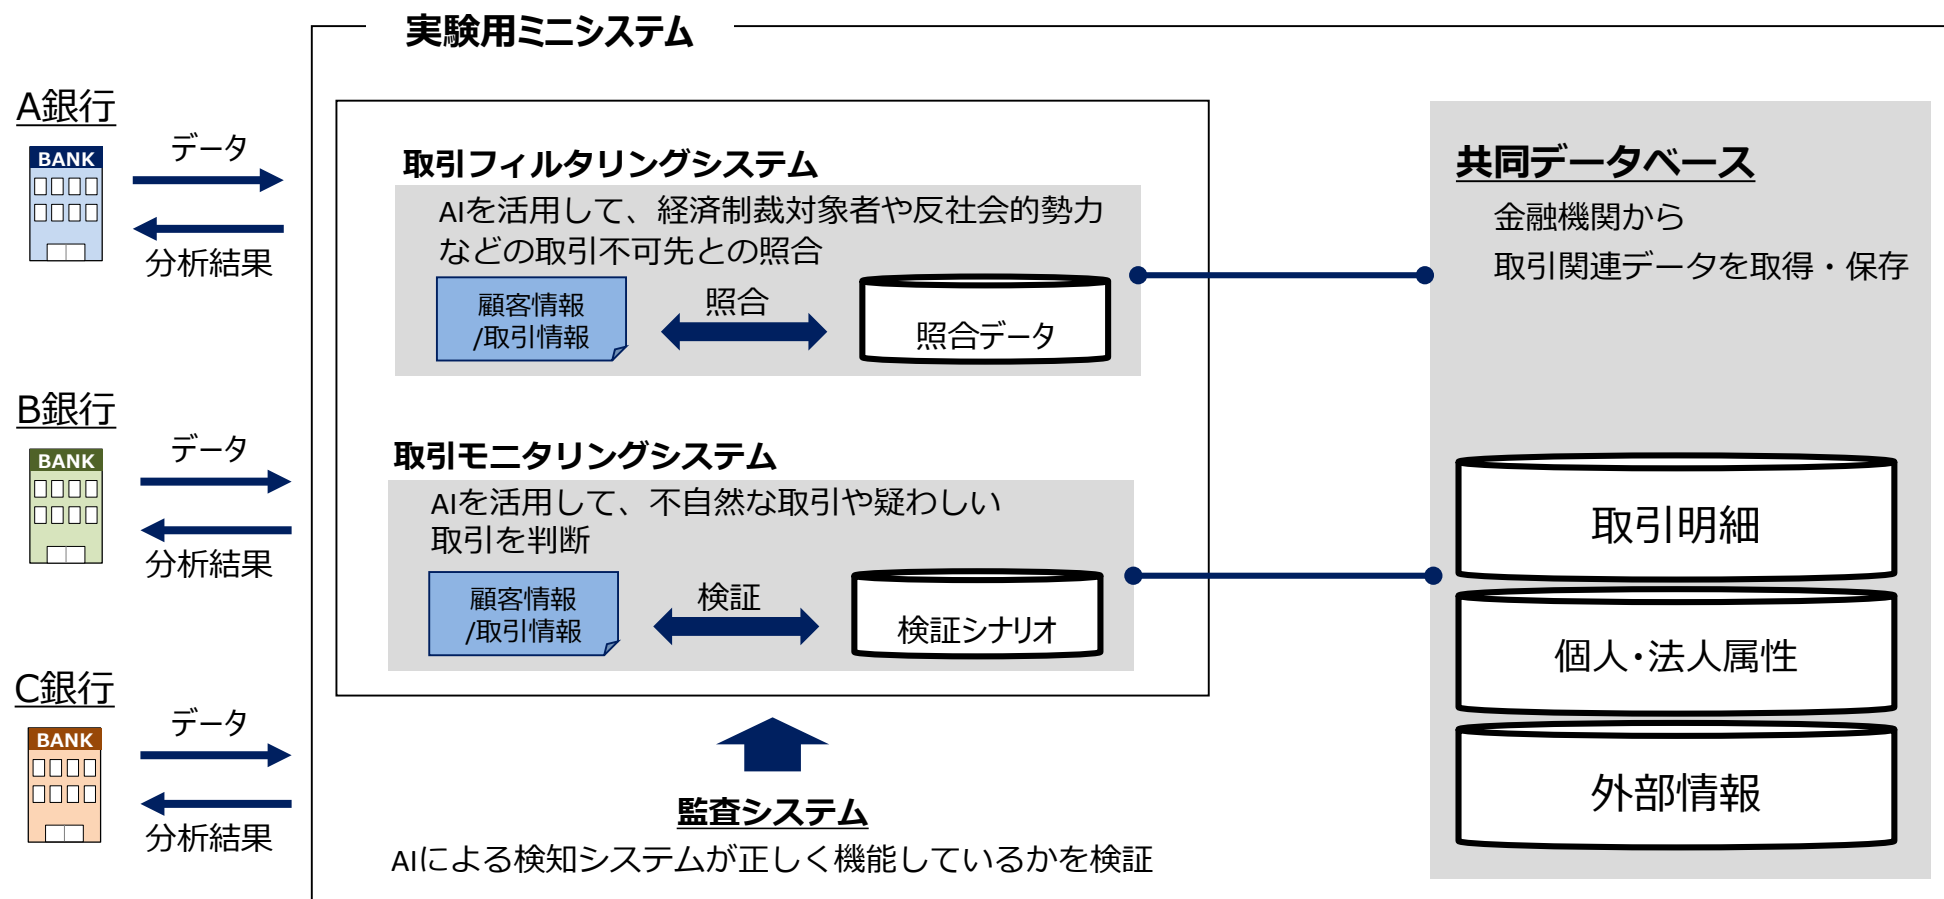 実験用ミニシステム
A銀行
BANK
データ
分析結果
B銀行
BANK
データ
分析結果
C銀行
BANK
データ
分析結果
取引フィルタリングシステム
AIを活用して、経済制裁対象者や反社会的勢力
などの取引不可先との照合
顧客情報
/取引情報
照合
照合データ
取引モニタリングシステム
AIを活用して、不自然な取引や疑わしい
取引を判断
顧客情報
/取引情報
検証
検証シナリオ
監査システム
AIによる検知システムが正しく機能しているかを検証
共同データベース
金融機関から
取引関連データを取得・保存
取引明細
個人・法人属性
外部情報